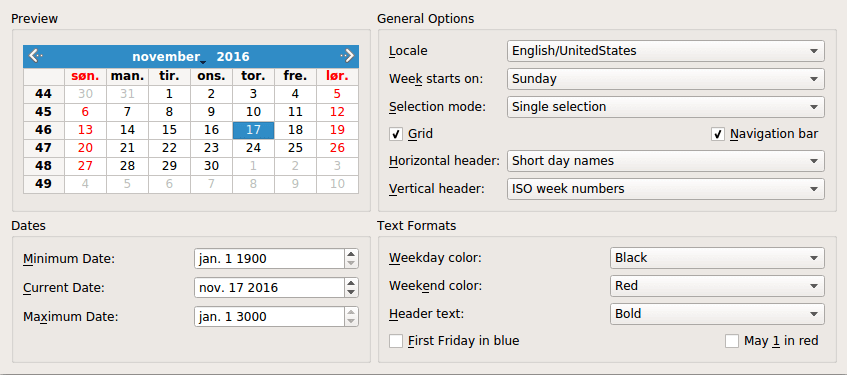 Preview
november 2016
søn. man. tir. ons. tor. fre. lør.
44 30 31 1 2 3 4 5
45 6 7 8 9 10 11 12
46 13 14 15 16 17 18 19
47 20 21 22 23 24 25 26
48 27 28 29 30 1 2 3
49 4 5 6 7 8 9 10
General Options
Locale English/UnitedStates
Week starts on: Sunday
Selection mode: Single selection
Grid Navigation bar
Horizontal header: Short day names
Vertical header: ISO week numbers
Dates
Minimum Date: jan. 1 1900
Current Date: nov. 17 2016
Maximum Date: jan. 1 3000
Text Formats
Weekday color: Black
Weekend color: Red
Header text: Bold
First Friday in blue May 1 in red